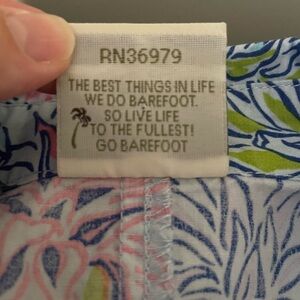 RN36979
THE BEST THINGS IN LIFE
WE DO BAREFOOT.
SO LIVE LIFE
TO THE FULLEST!
GO BAREFOOT